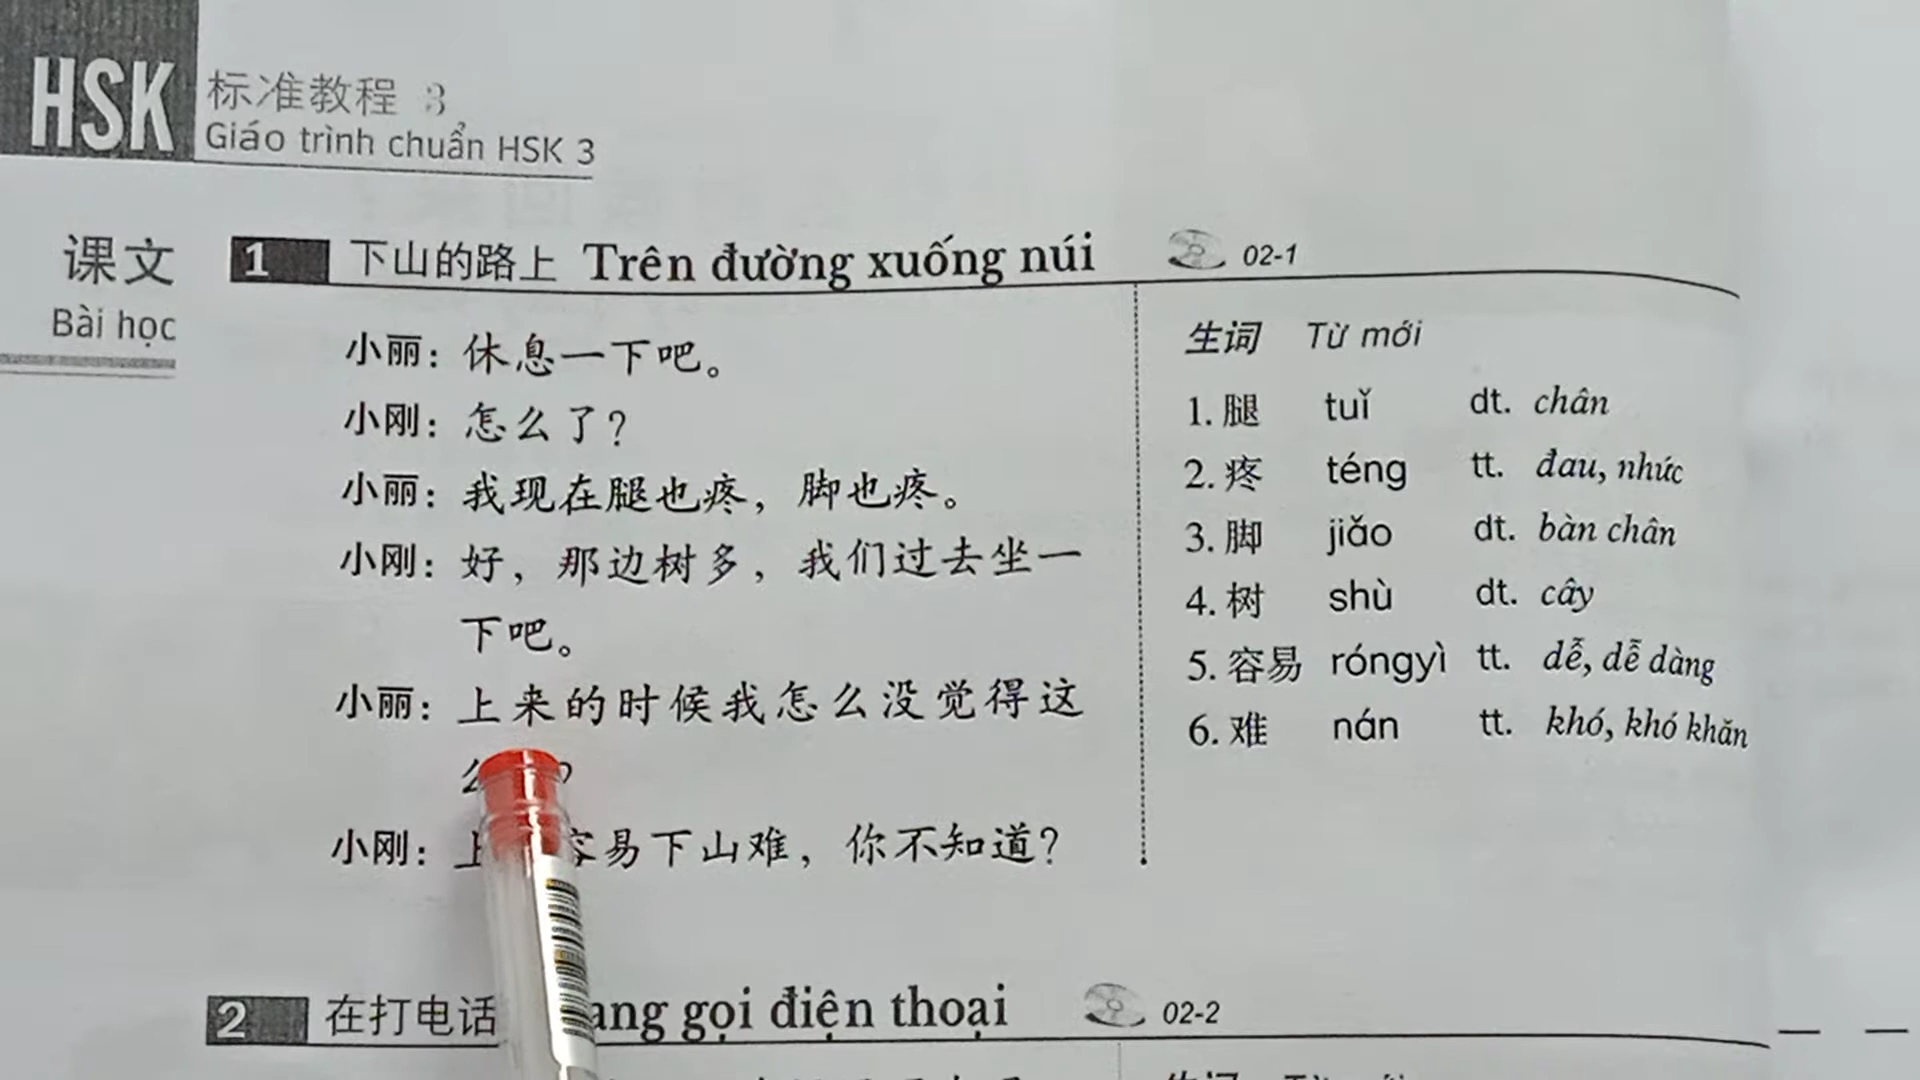 HSK
标准教程 3
Giáo trình chuẩn HSK 3
课文
Bài học
1 下山的路上 Trên đường xuống núi 02-1
小丽：休息一下吧。
小刚：怎么了？
小丽：我现在腿也疼，脚也疼。
小刚：好，那边树多，我们过去坐一
下吧。
小丽：上来的时候我怎么没觉得这
小刚：上 容易下山难，你不知道？
生词 Từ mới
1. 腿 tuǐ dt. chân
2. 疼 téng tt. đau, nhức
3. 脚 jiǎo dt. bàn chân
4. 树 shù dt. cây
5. 容易 róngyì tt. dễ, dễ dàng
6. 难 nán tt. khó, khó khăn
2 在打电话 gọi điện thoại 02-2